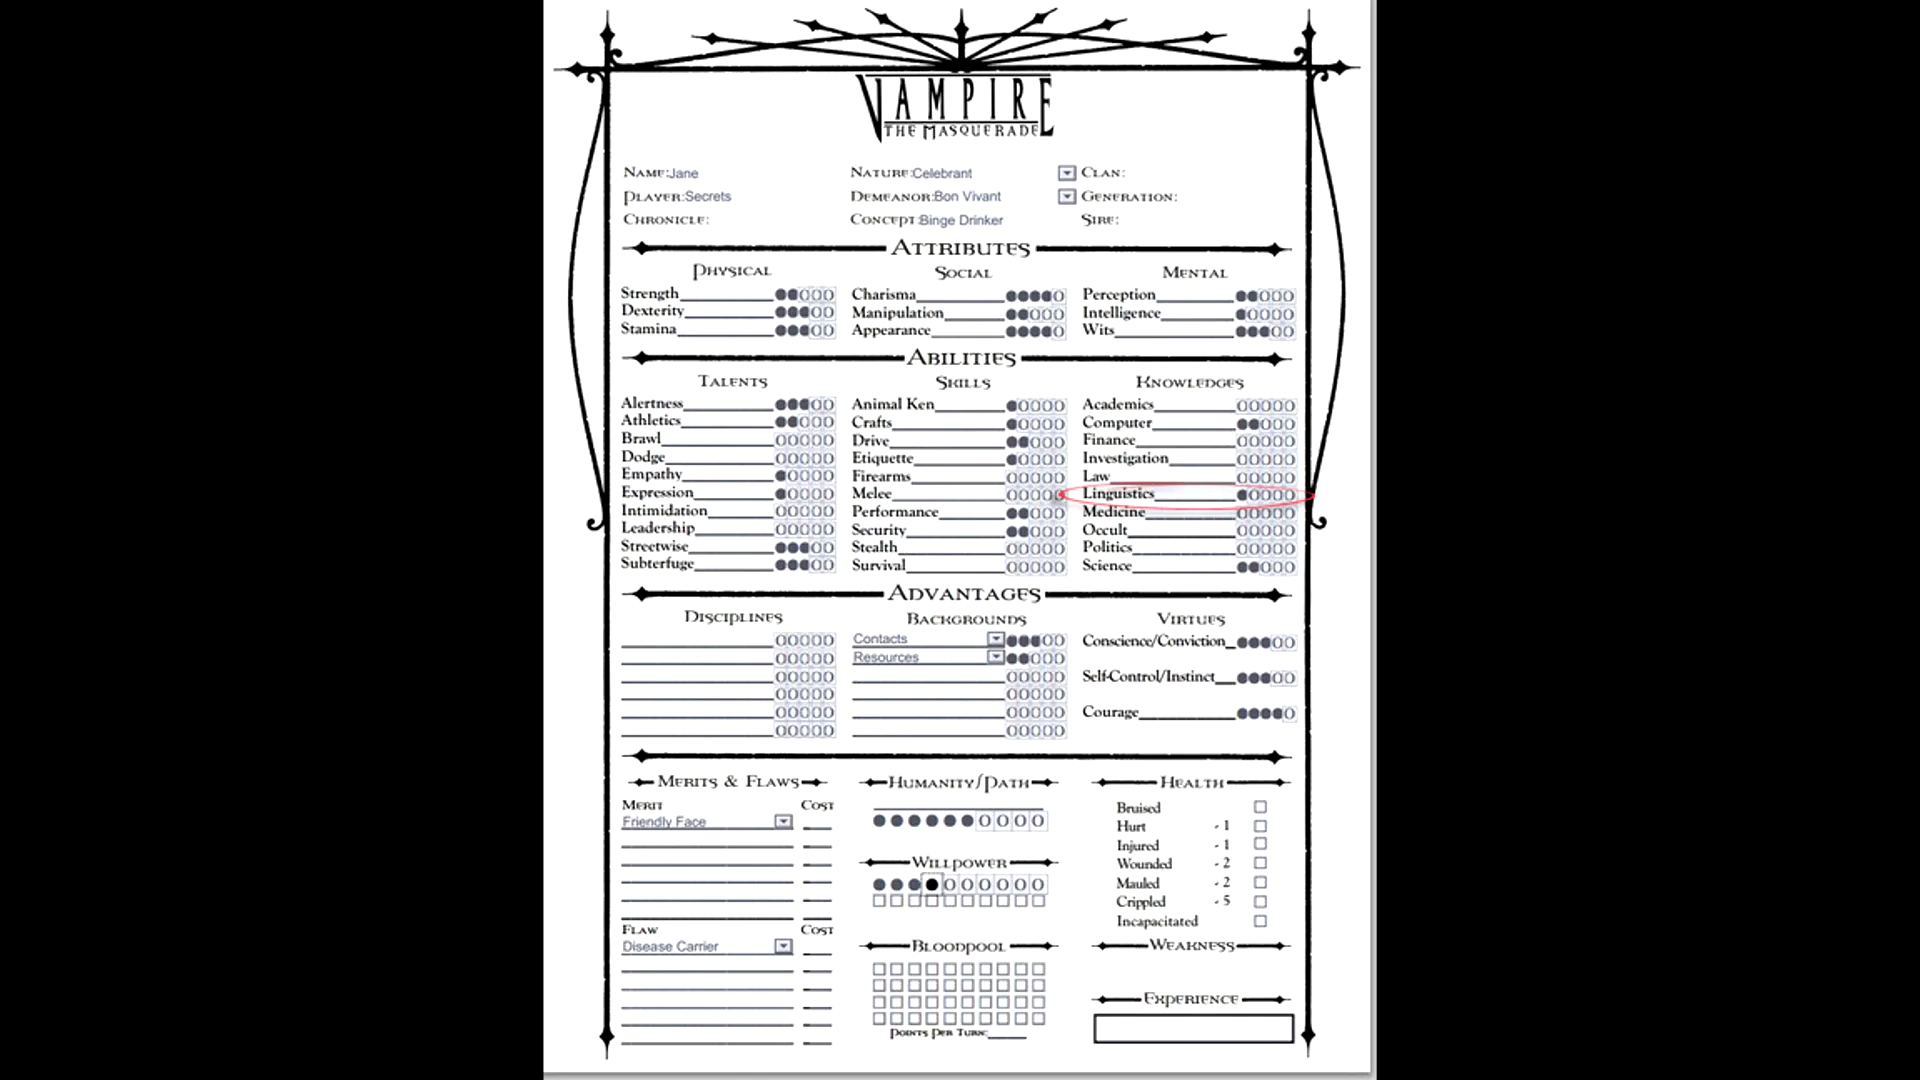 VAMPIRE
THE MASQUERADE
Name: Jane Nature: Celebrant Clan:
Player: Secrets Demeanor: Bon Vivant Generation:
Chronicle: Concept: Binge Drinker Sire:
Attributes
Physical Social Mental
Strength Charisma Perception
Dexterity Manipulation Intelligence
Stamina Appearance Wits
Abilities
Talents Skills Knowledges
Alertness Animal Ken Academics
Athletics Crafts Computer
Brawl Drive Finance
Dodge Etiquette Investigation
Empathy Firearms Law
Expression Melee Linguistics
Intimidation Performance Medicine
Leadership Security Occult
Streetwise Stealth Politics
Subterfuge Survival Science
Advantages
Disciplines Backgrounds Virtues
Contacts Conscience/Conviction
Resources
Self-Control/Instinct
Courage
Merits & Flaws Humanity/Path Health
Merit Cost
Friendly Face
Bruised
Hurt - 1
Injured - 1
Willpower Wounded - 2
Mauled - 2
Crippled - 5
Incapacitated
Flaw Cost
Disease Carrier Bloodpool Weakness
Experience
Points Per Turn: